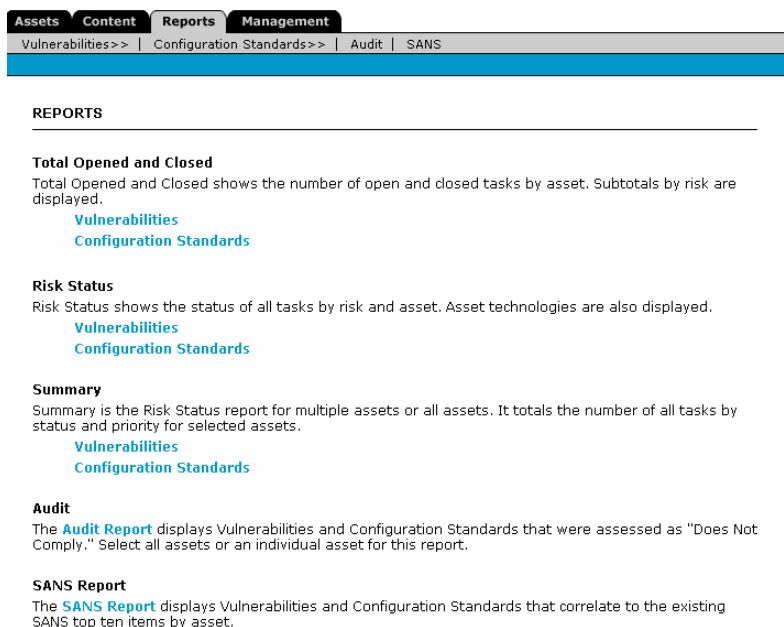 Assets Content Reports Management
Vulnerabilities>> | Configuration Standards>> | Audit | SANS
REPORTS
Total Opened and Closed
Total Opened and Closed shows the number of open and closed tasks by asset. Subtotals by risk are
displayed.
Vulnerabilities
Configuration Standards
Risk Status
Risk Status shows the status of all tasks by risk and asset. Asset technologies are also displayed.
Vulnerabilities
Configuration Standards
Summary
Summary is the Risk Status report for multiple assets or all assets. It totals the number of all tasks by
status and priority for selected assets.
Vulnerabilities
Configuration Standards
Audit
The Audit Report displays Vulnerabilities and Configuration Standards that were assessed as "Does Not
Comply." Select all assets or an individual asset for this report.
SANS Report
The SANS Report displays Vulnerabilities and Configuration Standards that correlate to the existing
SANS top ten items by asset.